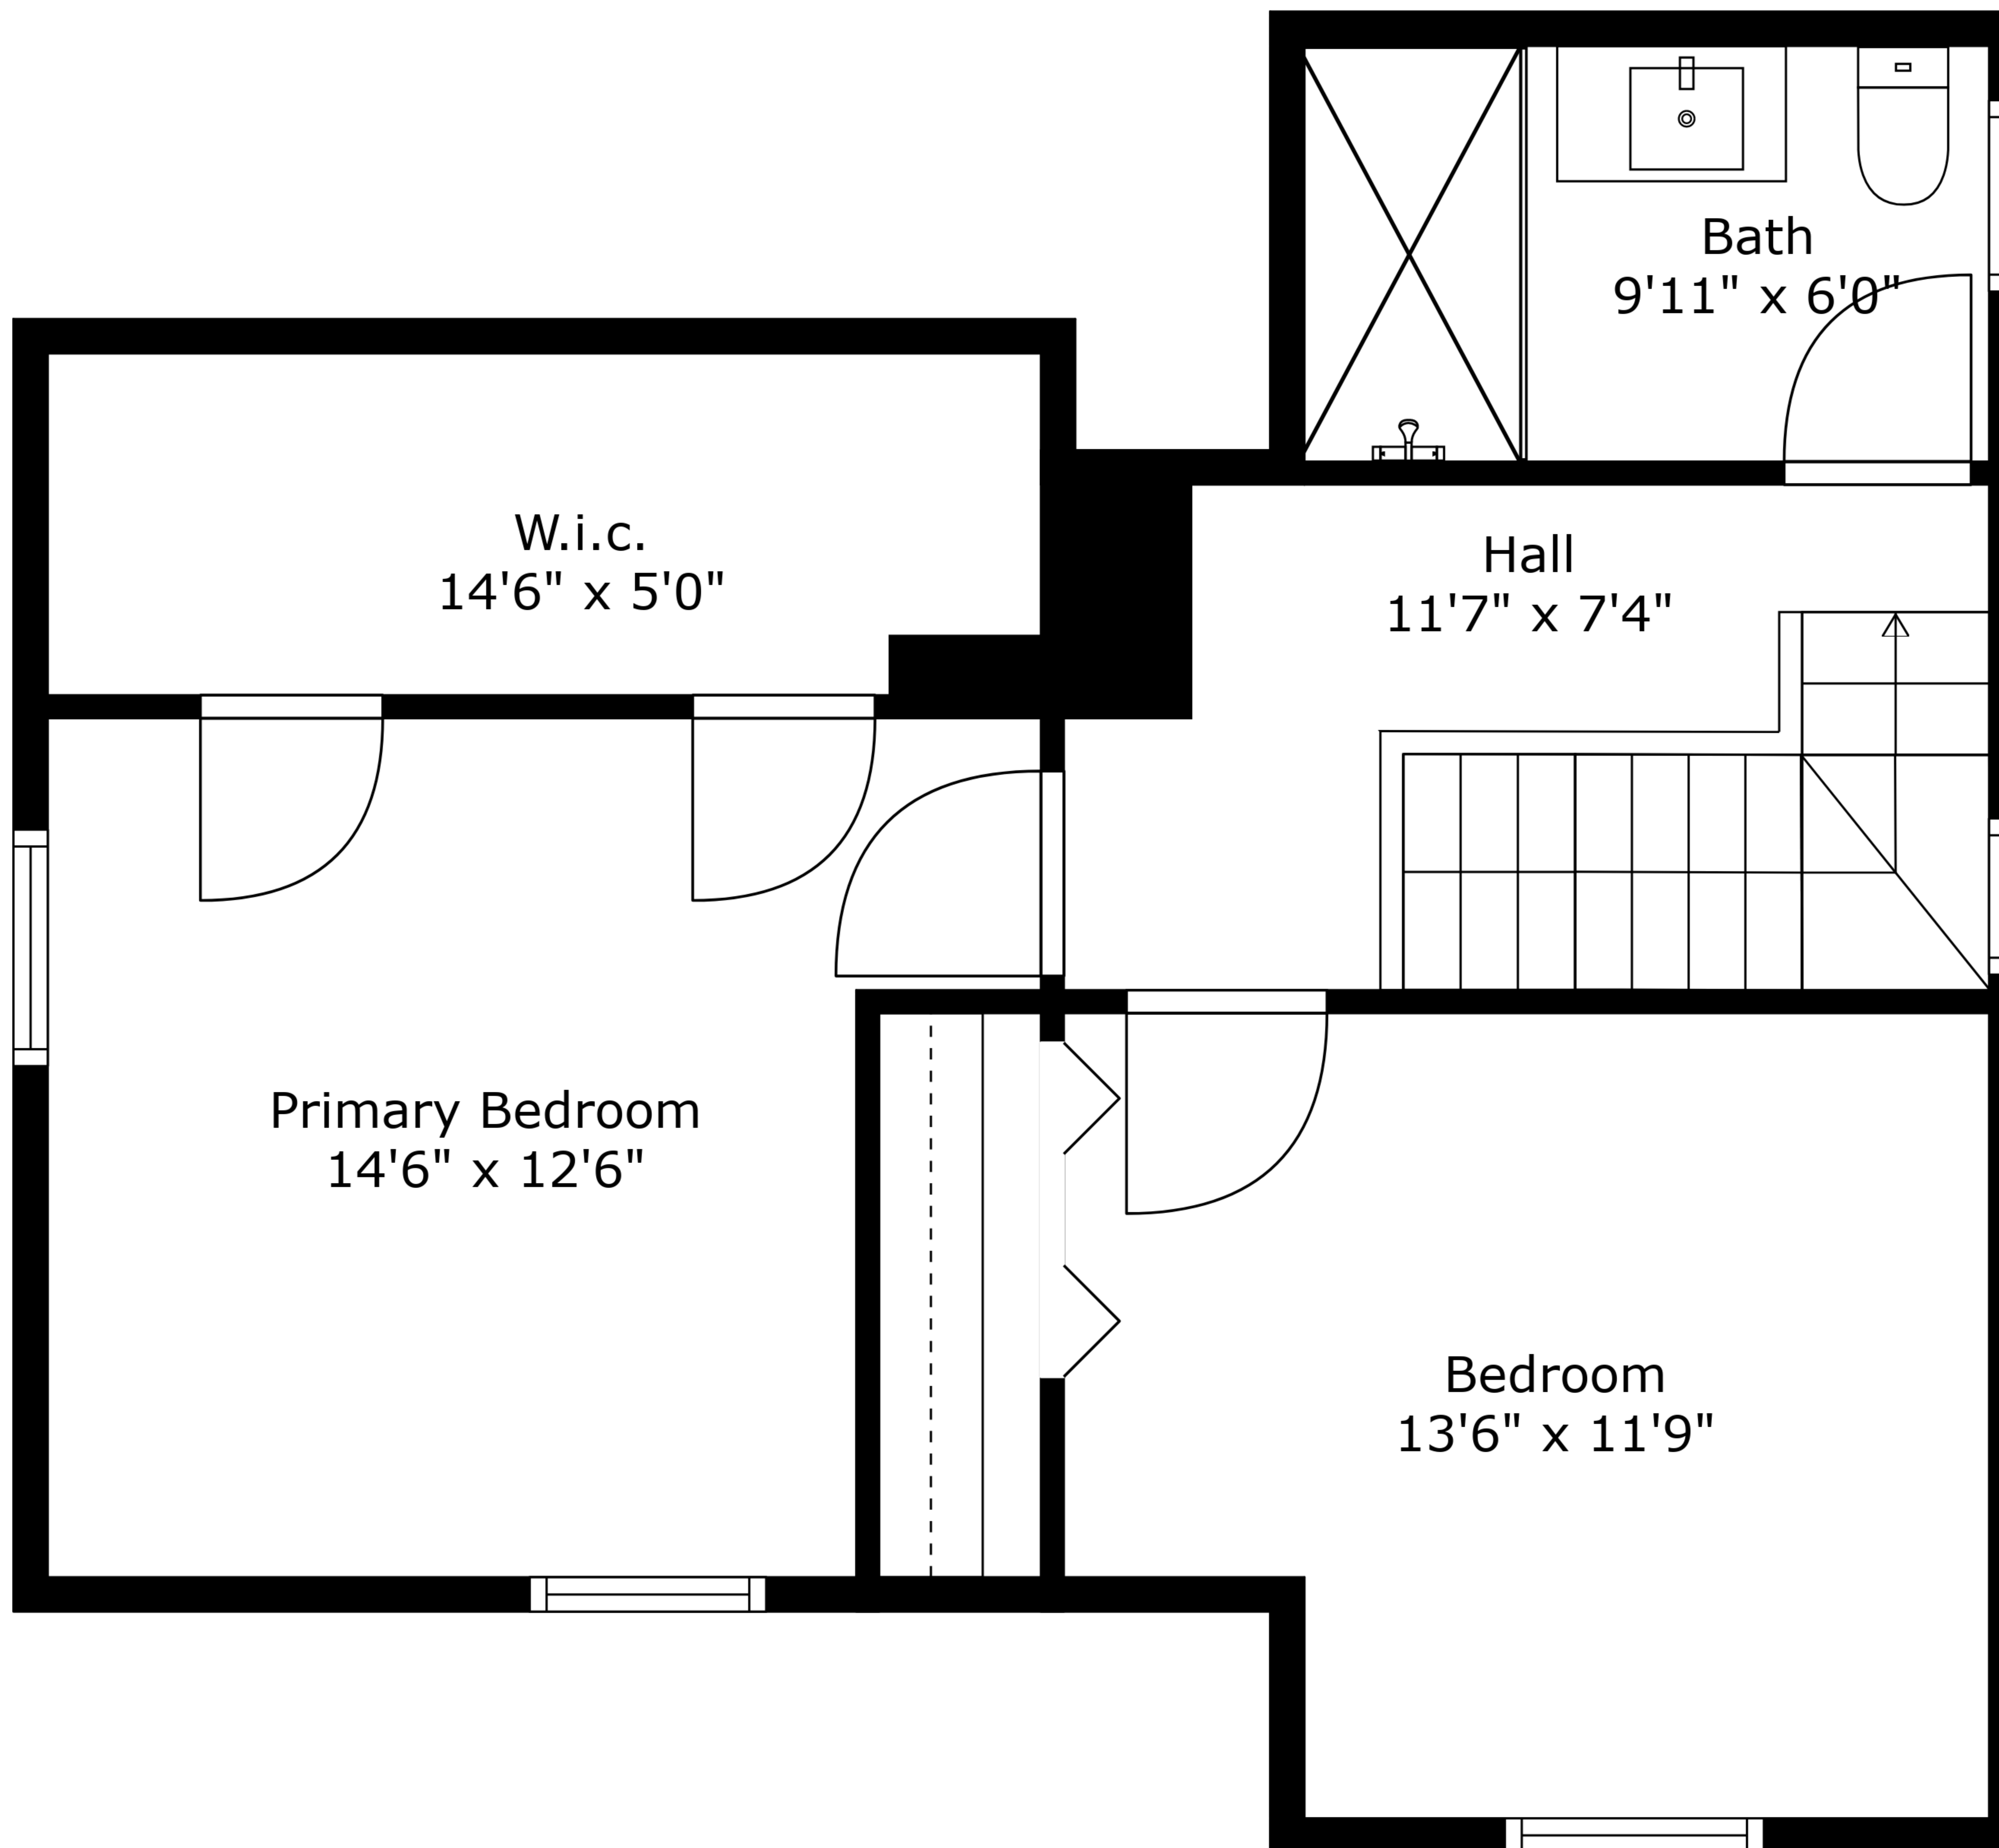 Bath
9'11" x 6'0"
W.i.c.
14'6" x 5'0"
Hall
11'7" x 7'4"
Primary Bedroom
14'6" x 12'6"
Bedroom
13'6" x 11'9"